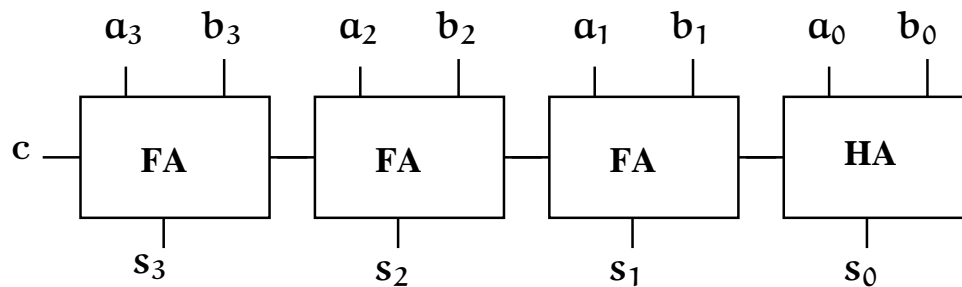 a₃ b₃ a₂ b₂ a₁ b₁ a₀ b₀
c FA FA FA HA
s₃ s₂ s₁ s₀